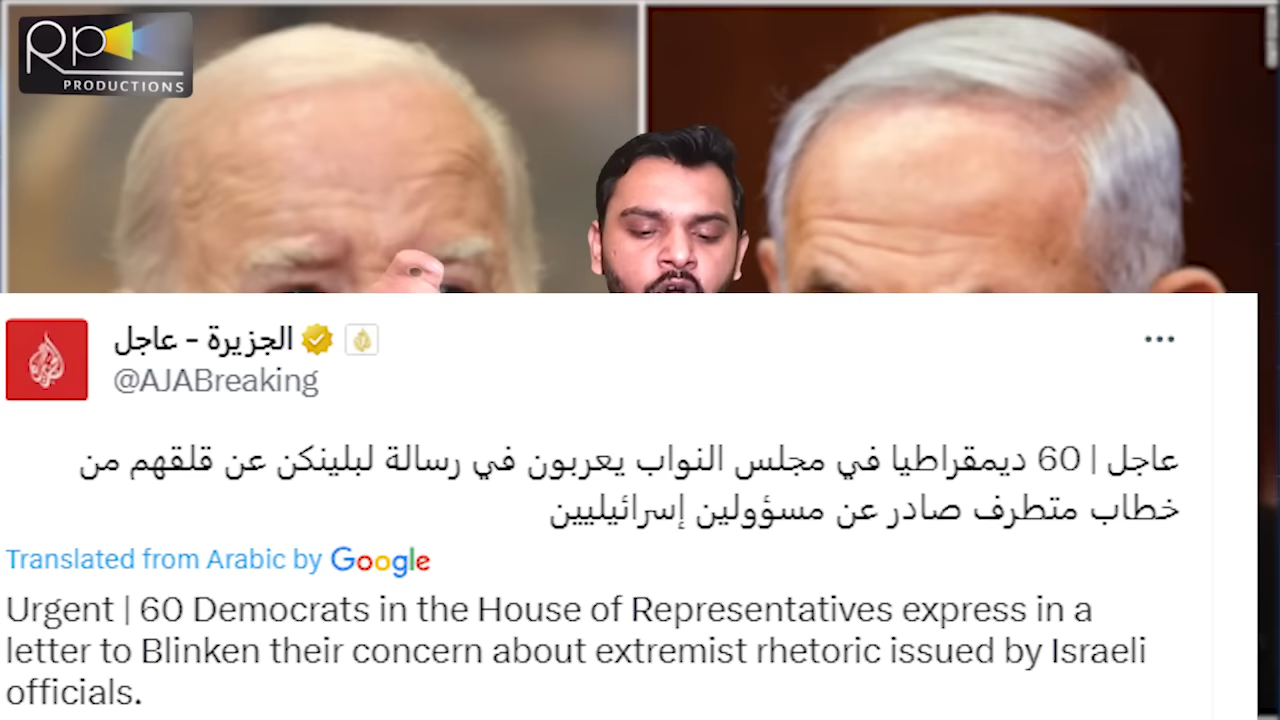 Rp
PRODUCTIONS
الجزيرة - عاجل
@AJABreaking
عاجل | 60 ديمقراطيا في مجلس النواب يعربون في رسالة لبلينكن عن قلقهم من
خطاب متطرف صادر عن مسؤولين إسرائيليين
Translated from Arabic by Google
Urgent | 60 Democrats in the House of Representatives express in a
letter to Blinken their concern about extremist rhetoric issued by Israeli
officials.